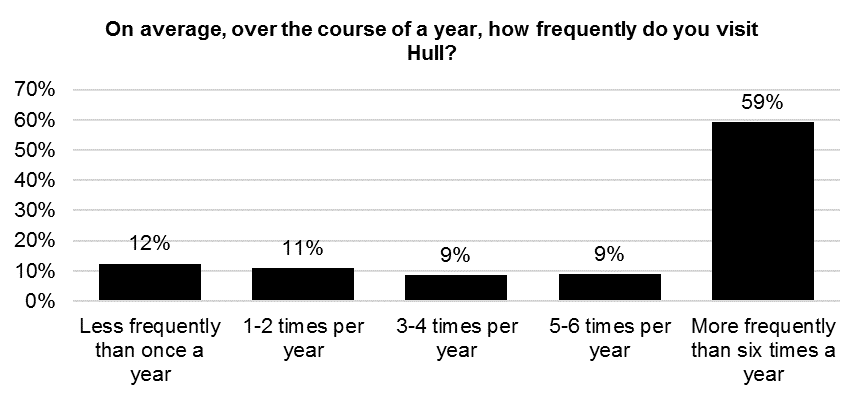 On average, over the course of a year, how frequently do you visit
Hull?
70%
60%
50%
40%
30%
20%
10%
0%
12%
11%
9%
9%
59%
Less frequently
than once a
year
1-2 times per
year
3-4 times per
year
5-6 times per
year
More frequently
than six times a
year